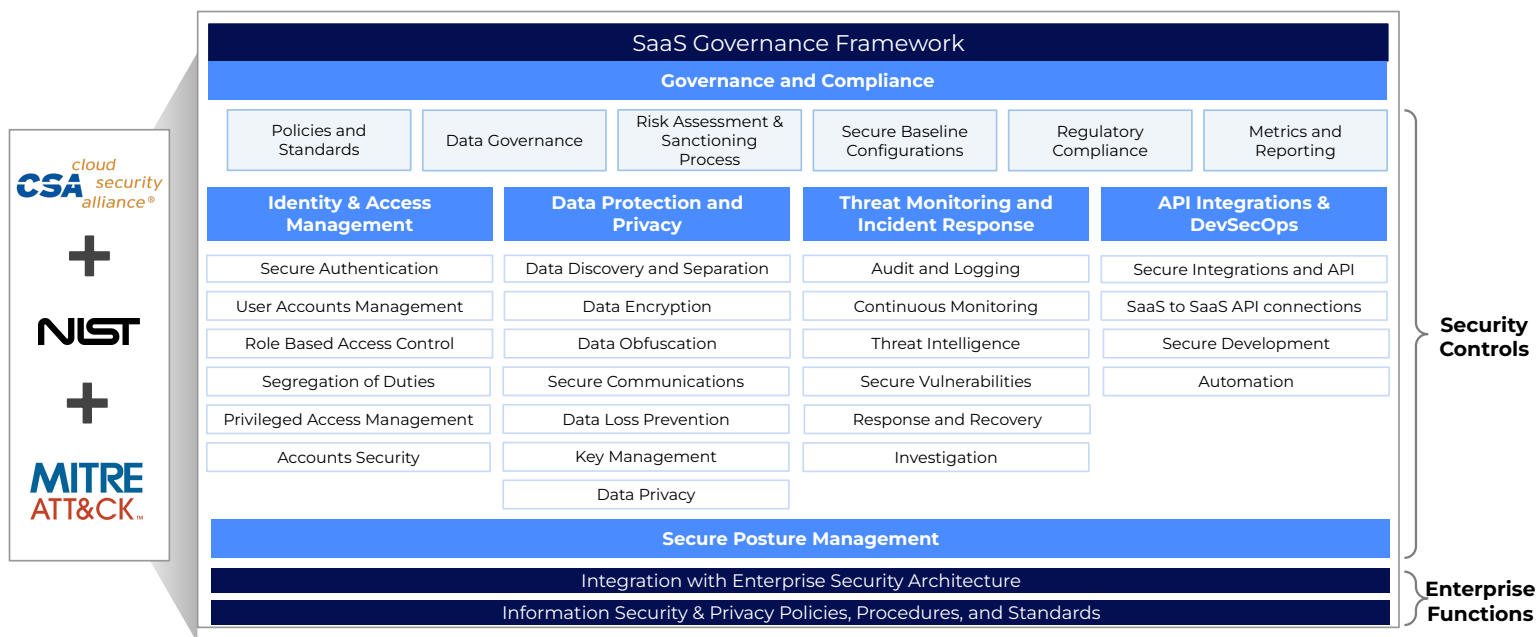 SaaS Governance Framework
Governance and Compliance
Policies and
Standards
Data Governance
Risk Assessment &
Sanctioning
Process
Secure Baseline
Configurations
Regulatory
Compliance
Metrics and
Reporting
cloud
CSA security
alliance®
NIST
MITRE
ATT&CK™
Identity & Access
Management
Secure Authentication
User Accounts Management
Role Based Access Control
Segregation of Duties
Privileged Access Management
Accounts Security
Data Protection and
Privacy
Data Discovery and Separation
Data Encryption
Data Obfuscation
Secure Communications
Data Loss Prevention
Key Management
Data Privacy
Threat Monitoring and
Incident Response
Audit and Logging
Continuous Monitoring
Threat Intelligence
Secure Vulnerabilities
Response and Recovery
Investigation
API Integrations &
DevSecOps
Secure Integrations and API
SaaS to SaaS API connections
Secure Development
Automation
Security
Controls
Secure Posture Management
Integration with Enterprise Security Architecture
Information Security & Privacy Policies, Procedures, and Standards
Enterprise
Functions